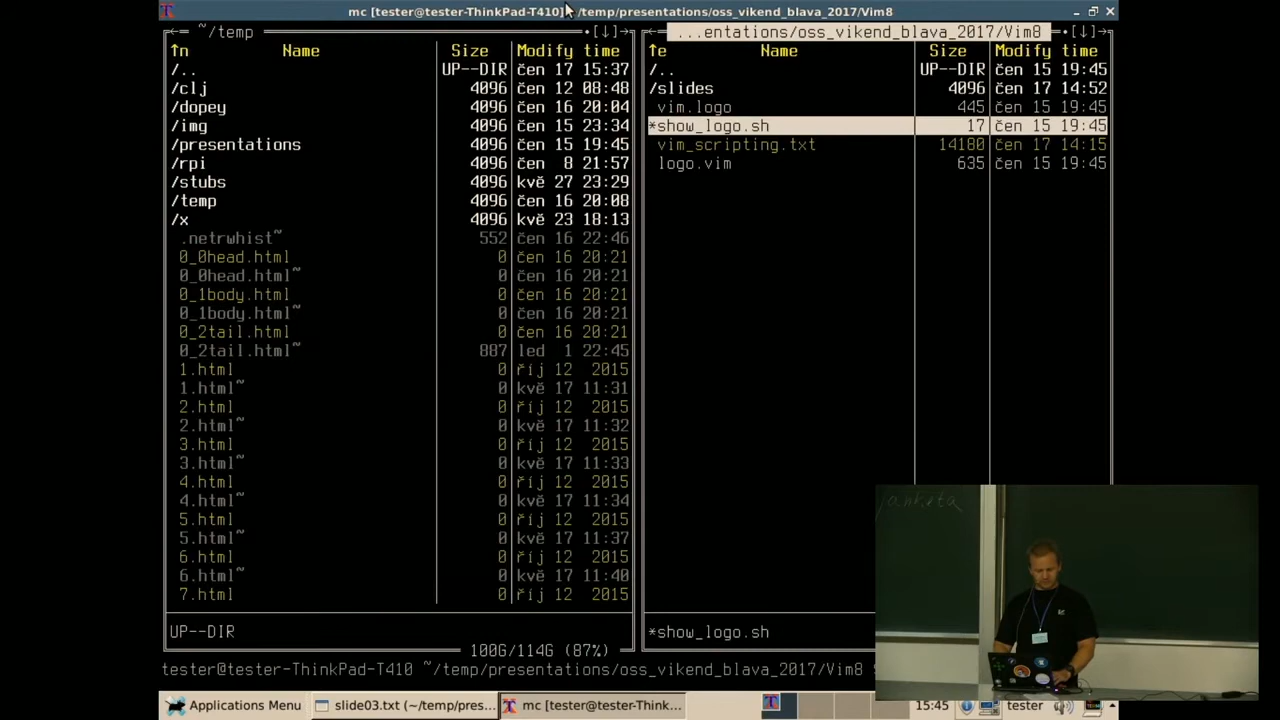 mc [tester@tester-ThinkPad-T410]:~/temp/presentations/oss_vikend_blava_2017/Vim8
~/temp
↑n Name Size Modify time
/.. UP--DIR čen 17 15:37
/clj 4096 čen 12 08:48
/dopey 4096 čen 16 20:04
/img 4096 čen 15 23:34
/presentations 4096 čen 15 19:45
/rpi 4096 čen 8 21:57
/stubs 4096 kvě 27 23:29
/temp 4096 čen 16 20:08
/x 4096 kvě 23 18:13
.netrwhist~ 552 čen 16 22:46
0_0head.html 0 čen 16 20:21
0_0head.html~ 0 čen 16 20:21
0_1body.html 0 čen 16 20:21
0_1body.html~ 0 čen 16 20:21
0_2tail.html 0 čen 16 20:21
0_2tail.html~ 887 led 1 22:45
1.html 0 říj 12 2015
1.html~ 0 kvě 17 11:31
2.html 0 říj 12 2015
2.html~ 0 kvě 17 11:32
3.html 0 říj 12 2015
3.html~ 0 kvě 17 11:33
4.html 0 říj 12 2015
4.html~ 0 kvě 17 11:34
5.html 0 říj 12 2015
5.html~ 0 kvě 17 11:37
6.html 0 říj 12 2015
6.html~ 0 kvě 17 11:40
7.html 0 říj 12 2015
UP--DIR
100G/114G (87%)
...entations/oss_vikend_blava_2017/Vim8
↑e Name Size Modify time
/.. UP--DIR čen 15 19:45
/slides 4096 čen 17 14:52
vim.logo 445 čen 15 19:45
*show_logo.sh 17 čen 15 19:45
vim_scripting.txt 14180 čen 17 14:15
logo.vim 635 čen 15 19:45
*show_logo.sh
tester@tester-ThinkPad-T410 ~/temp/presentations/oss_vikend_blava_2017/Vim8 $
Applications Menu
slide03.txt (~/temp/pres...
mc [tester@tester-Think...
15:45
tester